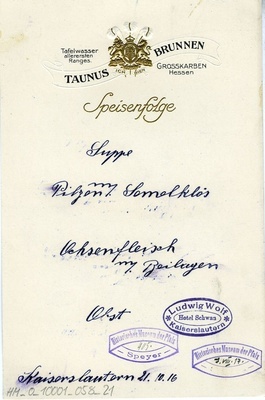 Tafelwasser
allerersten
Ranges.
TAUNUS BRUNNEN
GROSSKARBEN
Hessen
Speisenfolge
Suppe
Pilzen m. Semelklös
Ochsenfleisch
m/ Beilagen
Obst
Ludwig Wolf
Hotel Schwan
Kaiserslautern
Historisches Museum der Pfalz
Speyer
Historisches Museum der Pfalz
Kaiserslautern 21.10.16
HM_0_10001_058_21